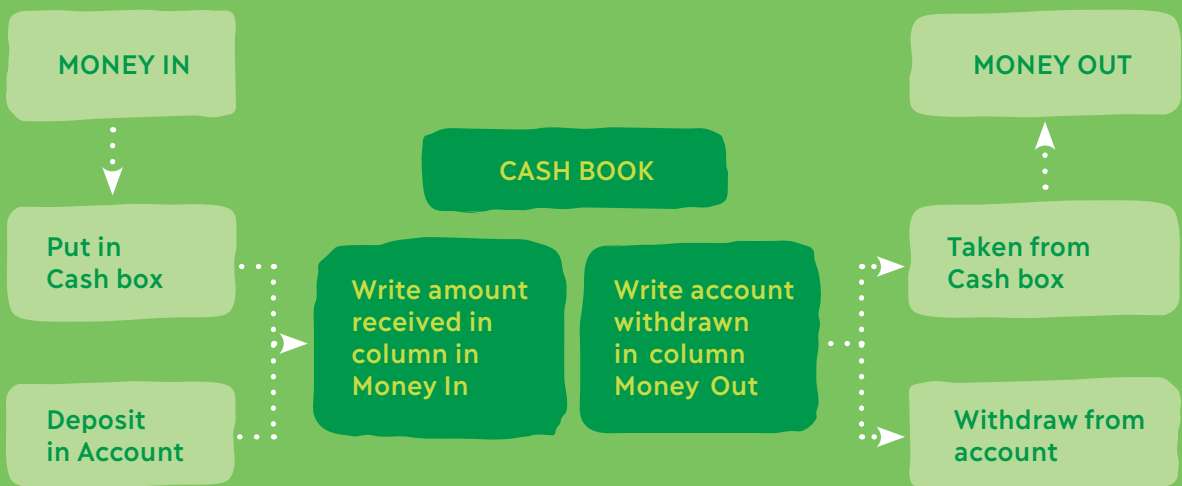 MONEY IN
MONEY OUT
CASH BOOK
Put in
Cash box
Deposit
in Account
Write amount
received in
column in
Money In
Write account
withdrawn
in column
Money Out
Taken from
Cash box
Withdraw from
account